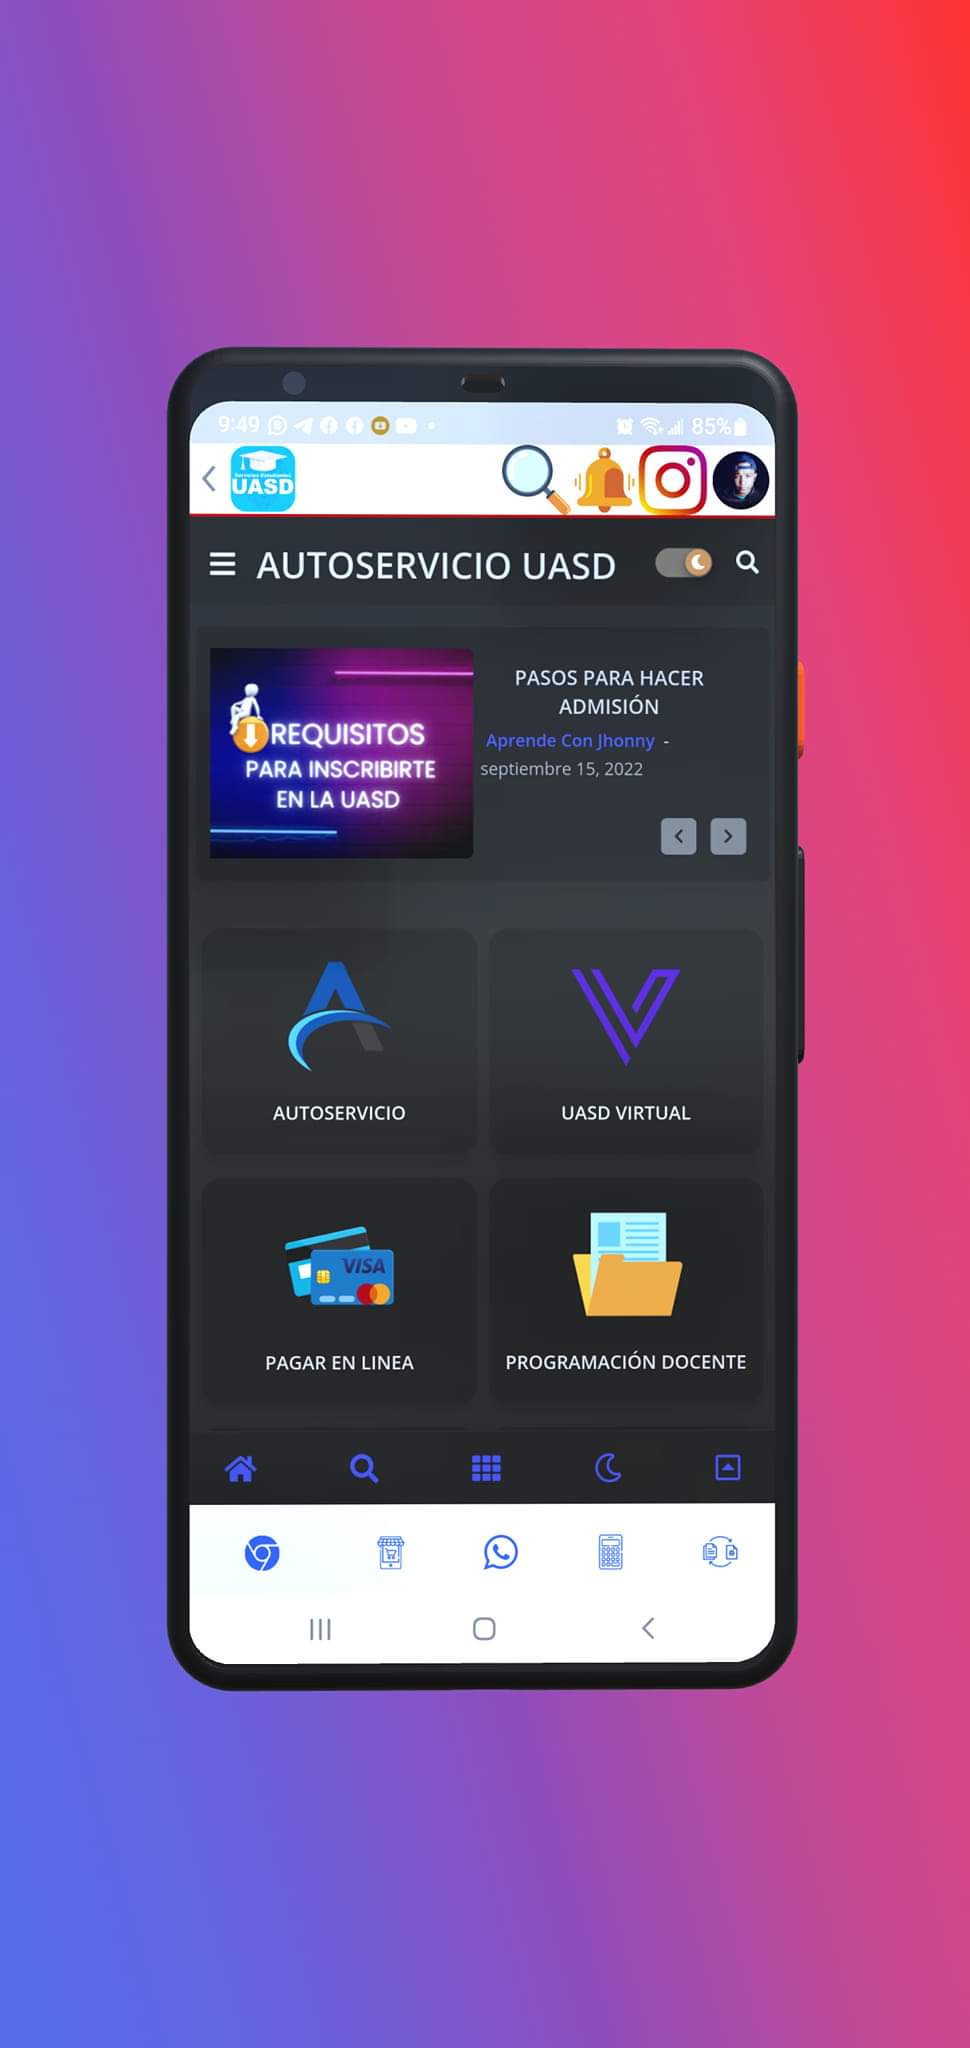 9:49
85%
Servicios Estudiantes
UASD
AUTOSERVICIO UASD
REQUISITOS
PARA INSCRIBIRTE
EN LA UASD
PASOS PARA HACER
ADMISIÓN
Aprende Con Jhonny -
septiembre 15, 2022
AUTOSERVICIO
UASD VIRTUAL
VISA
PAGAR EN LINEA
PROGRAMACIÓN DOCENTE